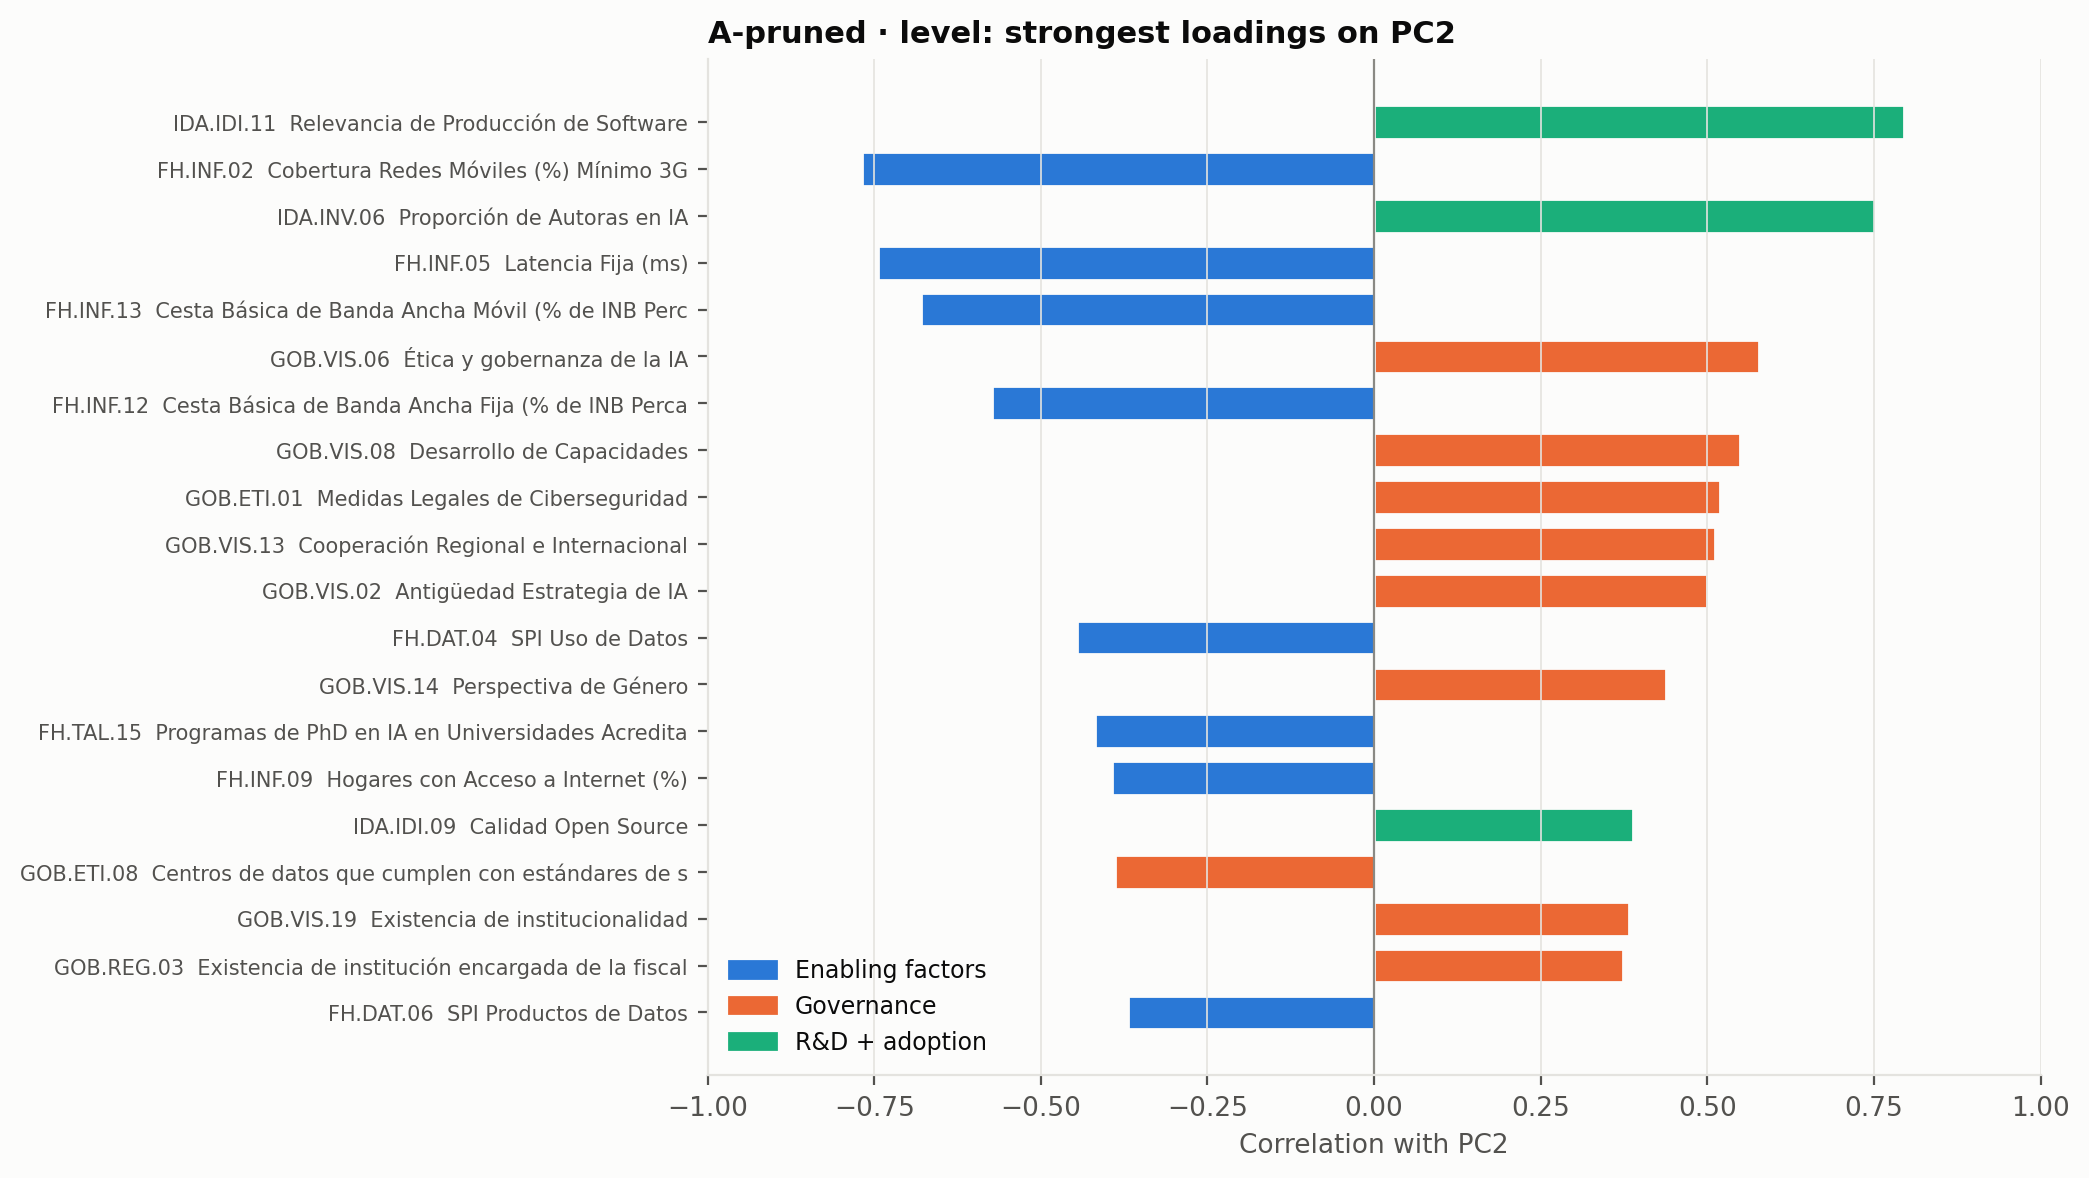 A-pruned · level: strongest loadings on PC2
IDA.IDI.11  Relevancia de Producción de Software
FH.INF.02  Cobertura Redes Móviles (%) Mínimo 3G
IDA.INV.06  Proporción de Autoras en IA
FH.INF.05  Latencia Fija (ms)
FH.INF.13  Cesta Básica de Banda Ancha Móvil (% de INB Perc
GOB.VIS.06  Ética y gobernanza de la IA
FH.INF.12  Cesta Básica de Banda Ancha Fija (% de INB Perca
GOB.VIS.08  Desarrollo de Capacidades
GOB.ETI.01  Medidas Legales de Ciberseguridad
GOB.VIS.13  Cooperación Regional e Internacional
GOB.VIS.02  Antigüedad Estrategia de IA
FH.DAT.04  SPI Uso de Datos
GOB.VIS.14  Perspectiva de Género
FH.TAL.15  Programas de PhD en IA en Universidades Acredita
FH.INF.09  Hogares con Acceso a Internet (%)
IDA.IDI.09  Calidad Open Source
GOB.ETI.08  Centros de datos que cumplen con estándares de s
GOB.VIS.19  Existencia de institucionalidad
GOB.REG.03  Existencia de institución encargada de la fiscal
FH.DAT.06  SPI Productos de Datos
Enabling factors
Governance
R&D + adoption
−1.00 −0.75 −0.50 −0.25 0.00 0.25 0.50 0.75 1.00
Correlation with PC2